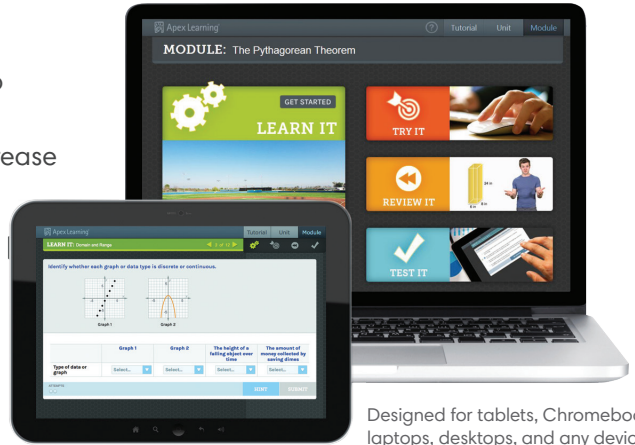 ease
Apex Learning
? Tutorial Unit Module
MODULE: The Pythagorean Theorem
GET STARTED
LEARN IT
TRY IT
REVIEW IT
24 in
TEST IT
Apex Learning
Tutorial Unit Module
LEARN IT: Domain and Range
Identify whether each graph or data type is discrete or continuous.
Graph 1 Graph 2
Graph 1 Graph 2 The height of a falling object over time The amount of money collected by saving dimes
Type of data or graph Select... Select... Select... Select...
HINT SUBMIT
Designed for tablets, Chromeboo
laptops, desktops, and any devic